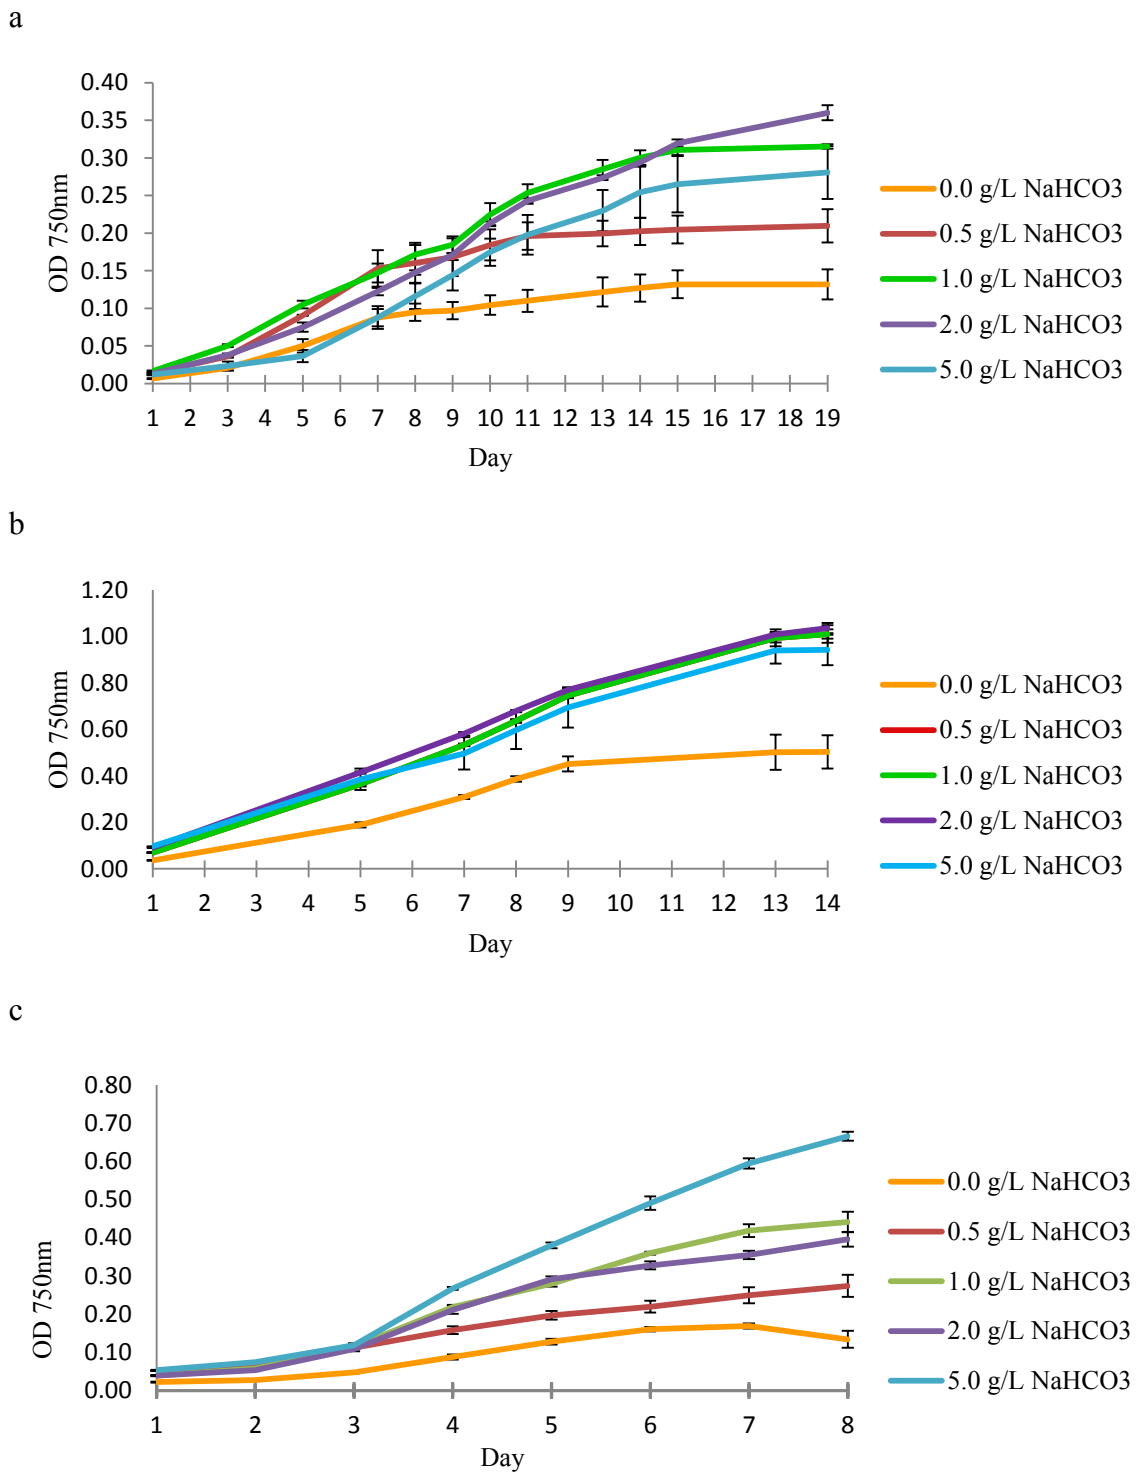 a
0.40
0.35
0.30
0.25
0.20
0.15
0.10
0.05
0.00
OD 750nm
1 2 3 4 5 6 7 8 9 10 11 12 13 14 15 16 17 18 19
Day
0.0 g/L NaHCO3
0.5 g/L NaHCO3
1.0 g/L NaHCO3
2.0 g/L NaHCO3
5.0 g/L NaHCO3
b
1.20
1.00
0.80
0.60
0.40
0.20
0.00
OD 750nm
1 2 3 4 5 6 7 8 9 10 11 12 13 14
Day
0.0 g/L NaHCO3
0.5 g/L NaHCO3
1.0 g/L NaHCO3
2.0 g/L NaHCO3
5.0 g/L NaHCO3
c
0.80
0.70
0.60
0.50
0.40
0.30
0.20
0.10
0.00
OD 750nm
1 2 3 4 5 6 7 8
Day
0.0 g/L NaHCO3
0.5 g/L NaHCO3
1.0 g/L NaHCO3
2.0 g/L NaHCO3
5.0 g/L NaHCO3